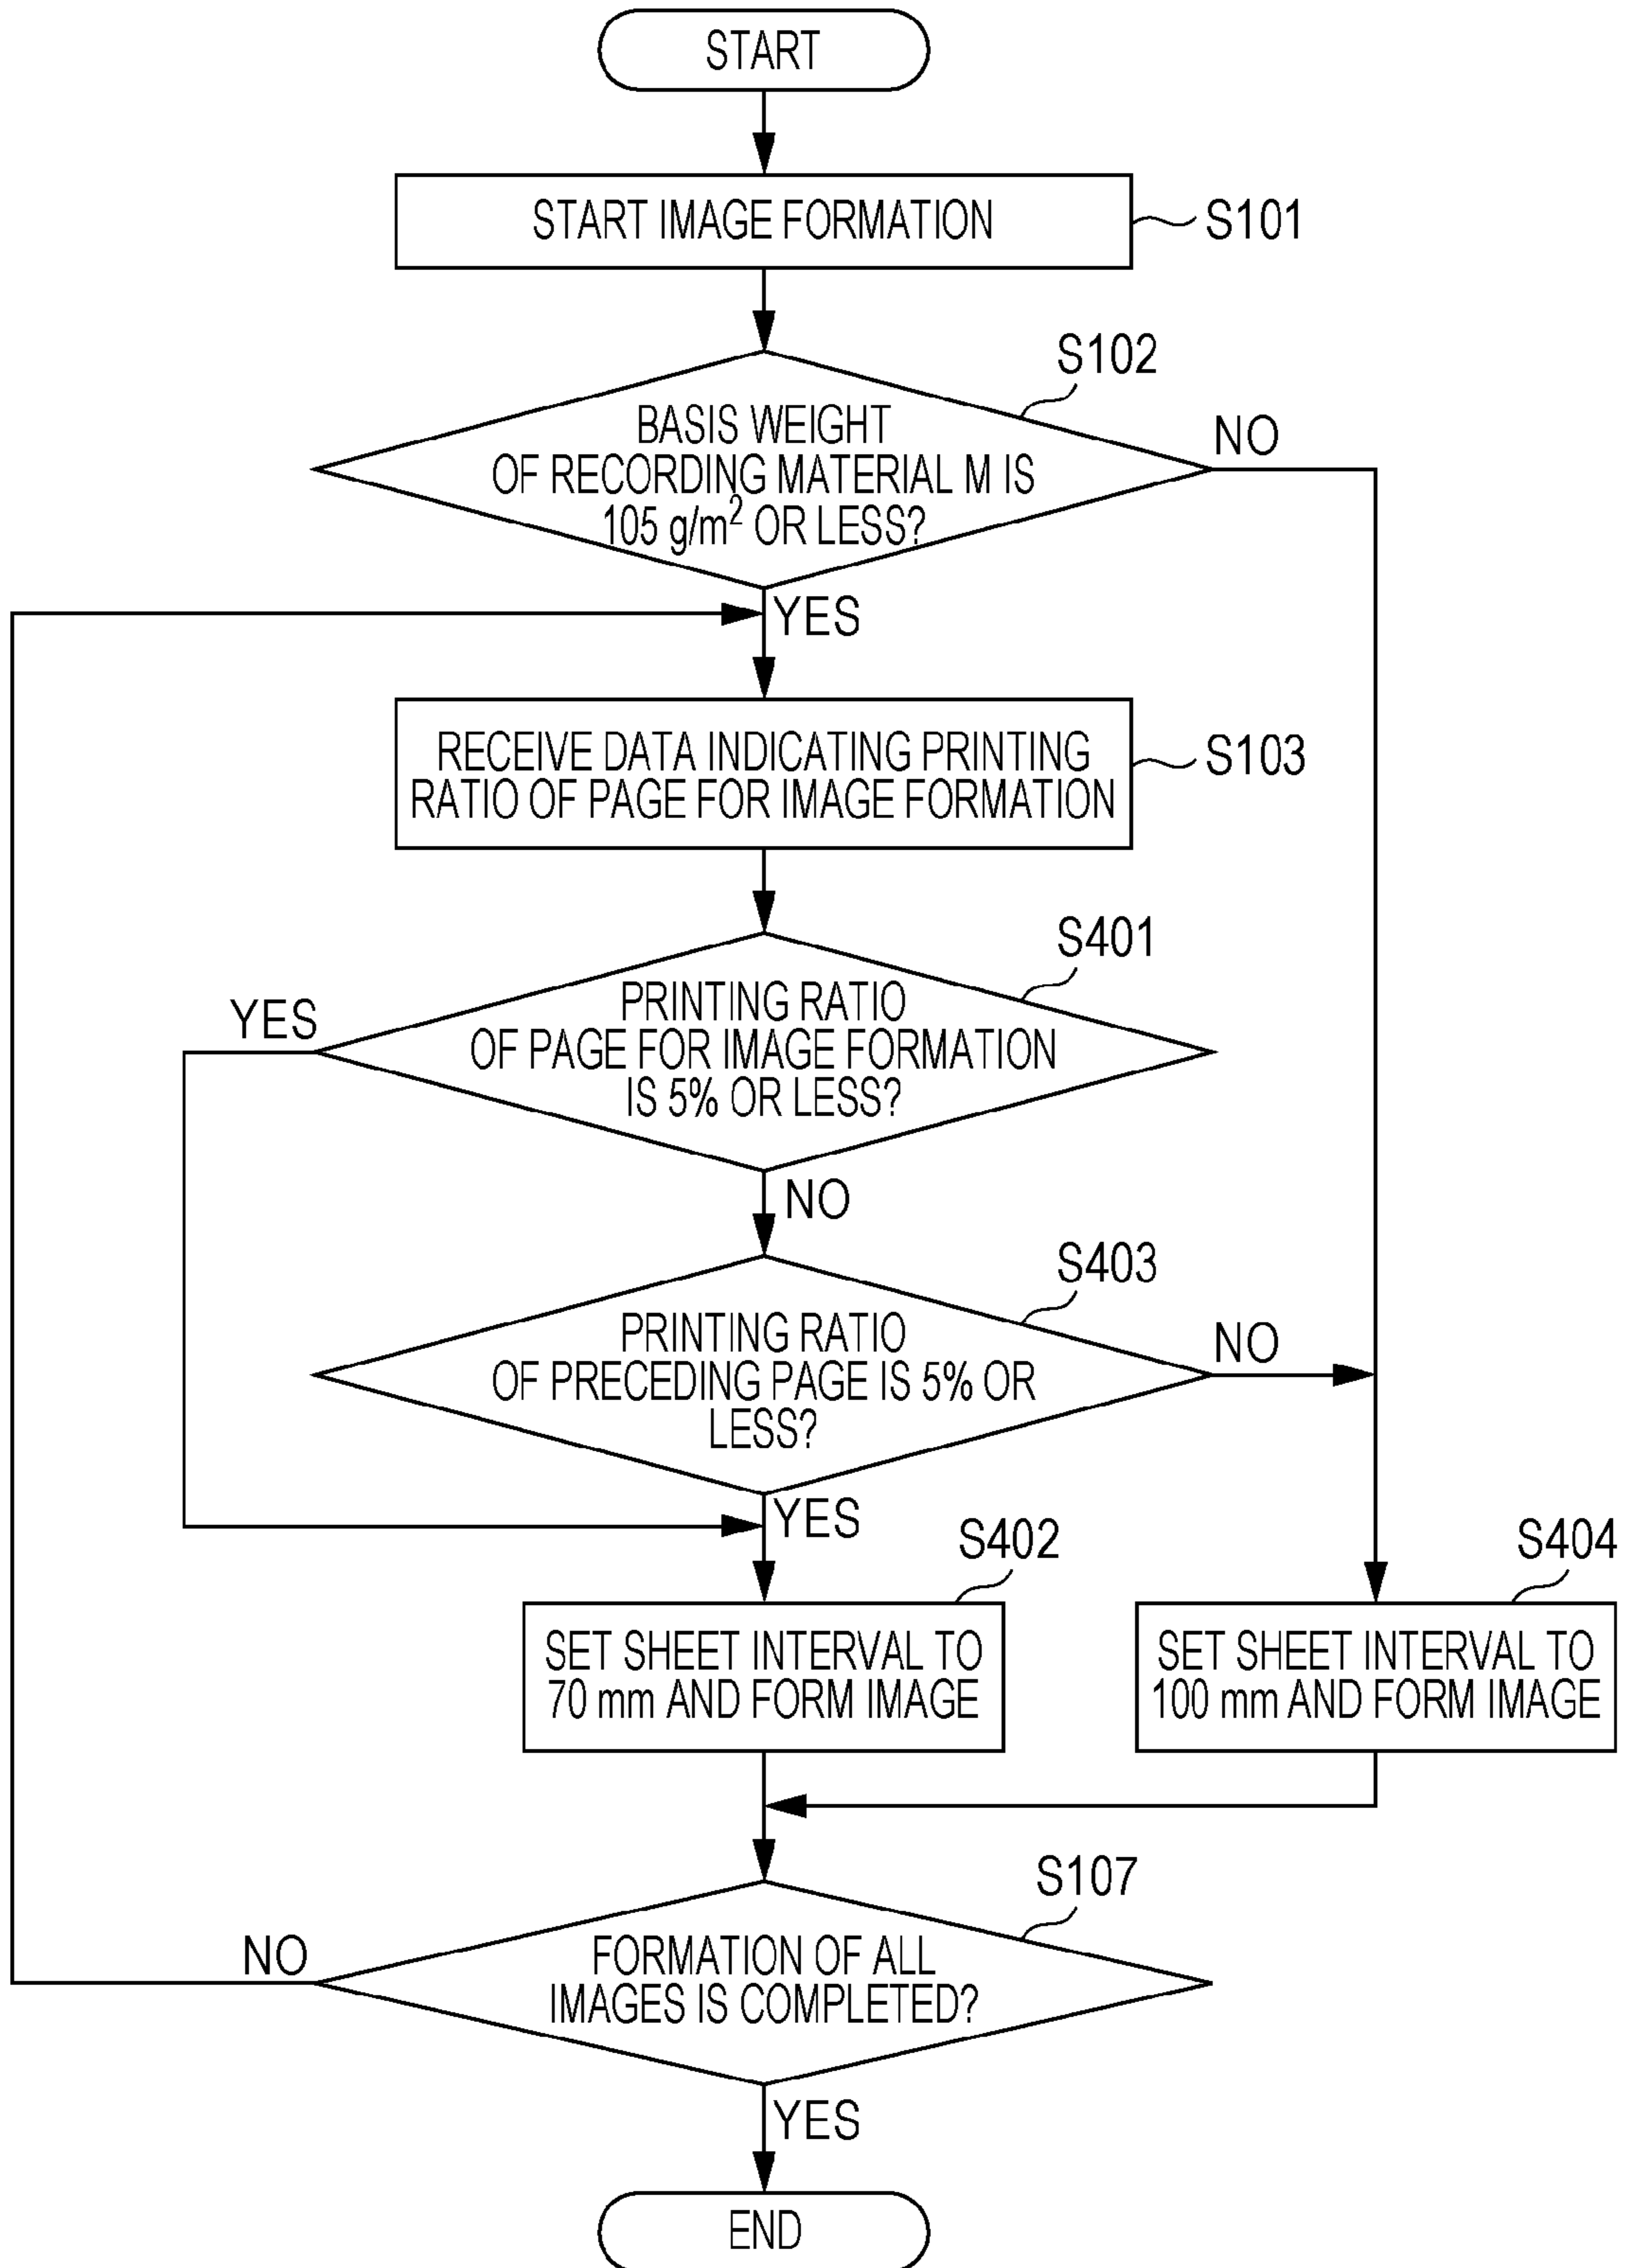 START
START IMAGE FORMATION
S101
S102
BASIS WEIGHT
OF RECORDING MATERIAL M IS
105 g/m² OR LESS?
NO
YES
RECEIVE DATA INDICATING PRINTING
RATIO OF PAGE FOR IMAGE FORMATION
S103
S401
PRINTING RATIO
OF PAGE FOR IMAGE FORMATION
IS 5% OR LESS?
YES
NO
S403
PRINTING RATIO
OF PRECEDING PAGE IS 5% OR
LESS?
NO
YES
S402
SET SHEET INTERVAL TO
70 mm AND FORM IMAGE
S404
SET SHEET INTERVAL TO
100 mm AND FORM IMAGE
S107
FORMATION OF ALL
IMAGES IS COMPLETED?
NO
YES
END